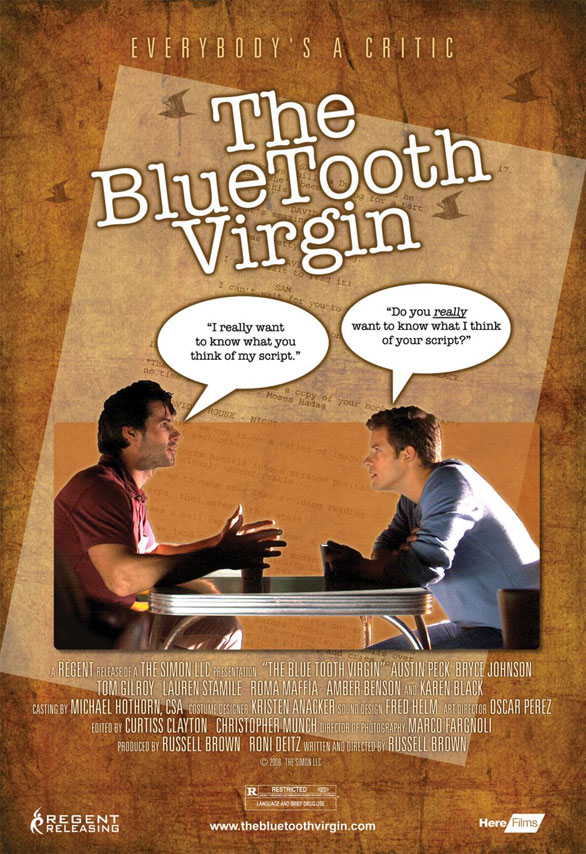 EVERYBODY'S A CRITIC
The
BlueTooth
Virgin
"I really want
to know what you
think of my script."
"Do you really
want to know what I think
of your script?"
17.
SAM
Moses Hadas
A REGENT RELEASE OF A THE SIMON LLC PRESENTATION "THE BLUE TOOTH VIRGIN" AUSTIN PECK BRYCE JOHNSON
TOM GILROY LAUREN STAMILE ROMA MAFFIA AMBER BENSON AND KAREN BLACK
CASTING BY MICHAEL HOTHORN, CSA COSTUME DESIGNER KRISTEN ANACKER SOUND DESIGN FRED HELM ART DIRECTOR OSCAR PEREZ
EDITED BY CURTISS CLAYTON CHRISTOPHER MUNCH DIRECTOR OF PHOTOGRAPHY MARCO FARGNOLI
PRODUCED BY RUSSELL BROWN RONI DEITZ WRITTEN AND DIRECTED BY RUSSELL BROWN
© 2008 THE SIMON LLC
R RESTRICTED
LANGUAGE AND BRIEF DRUG USE
REGENT
RELEASING
www.thebluetoothvirgin.com
Here Films